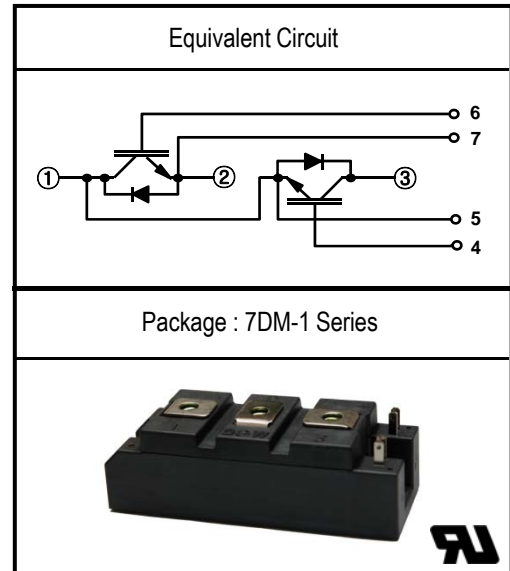 Equivalent Circuit
6
7
① ② ③
5
4
Package : 7DM-1 Series